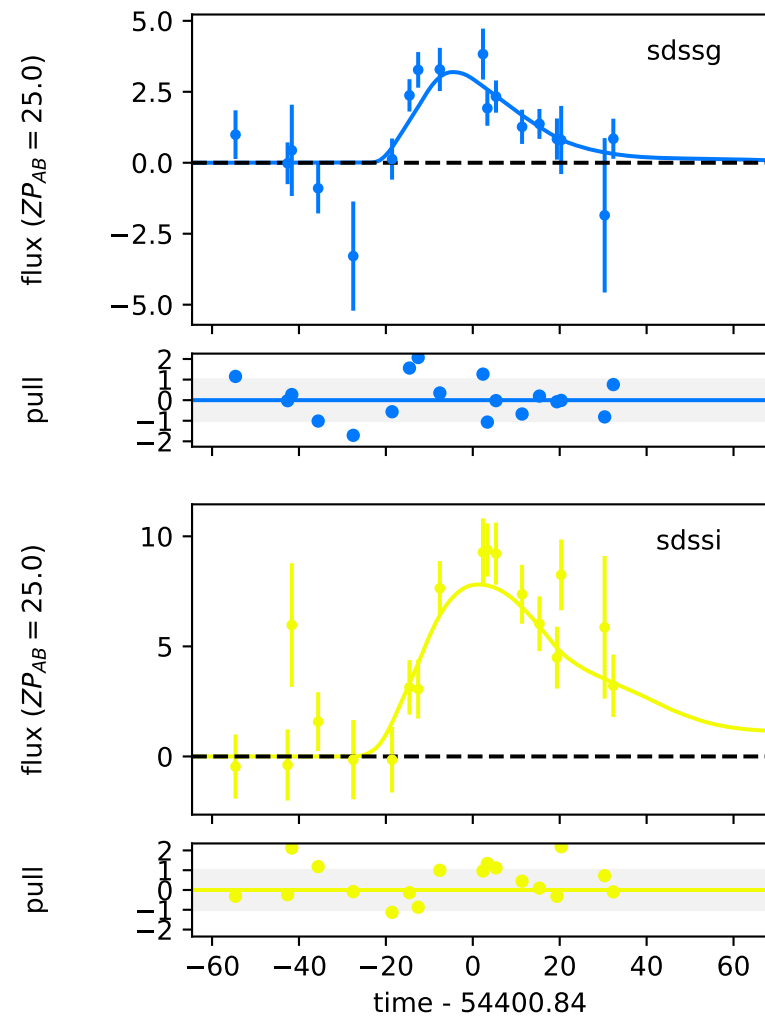 5.0
sdssg
2.5
0.0
−2.5
−5.0
flux (ZP_AB = 25.0)
2
1
0
−1
−2
pull
10
sdssi
5
0
flux (ZP_AB = 25.0)
2
1
0
−1
−2
pull
−60 −40 −20 0 20 40 60
time - 54400.84